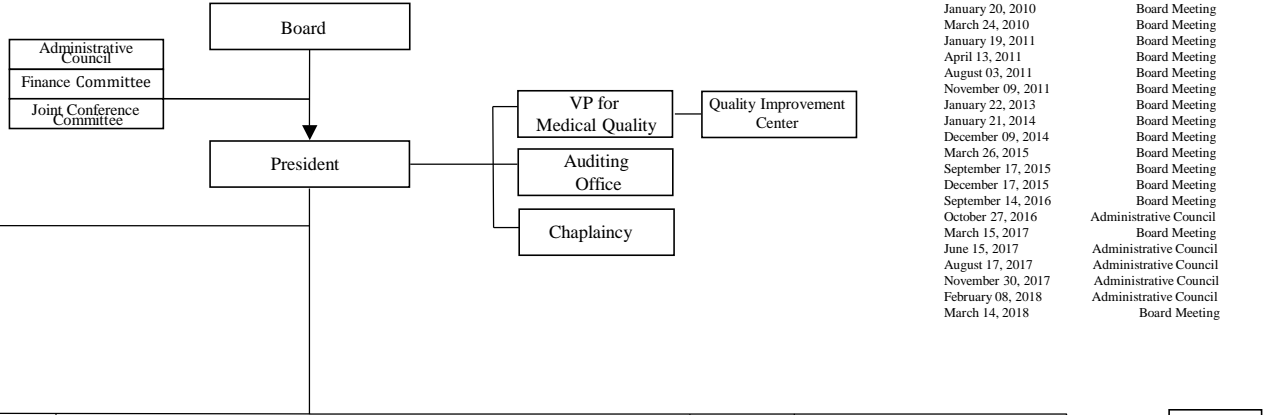 Board
Administrative
Council
Finance Committee
Joint Conference
Committee
President
VP for
Medical Quality
Quality Improvement
Center
Auditing
Office
Chaplaincy
January 20, 2010 Board Meeting
March 24, 2010 Board Meeting
January 19, 2011 Board Meeting
April 13, 2011 Board Meeting
August 03, 2011 Board Meeting
November 09, 2011 Board Meeting
January 22, 2013 Board Meeting
January 21, 2014 Board Meeting
December 09, 2014 Board Meeting
March 26, 2015 Board Meeting
September 17, 2015 Board Meeting
December 17, 2015 Board Meeting
September 14, 2016 Board Meeting
October 27, 2016 Administrative Council
March 15, 2017 Board Meeting
June 15, 2017 Administrative Council
August 17, 2017 Administrative Council
November 30, 2017 Administrative Council
February 08, 2018 Administrative Council
March 14, 2018 Board Meeting